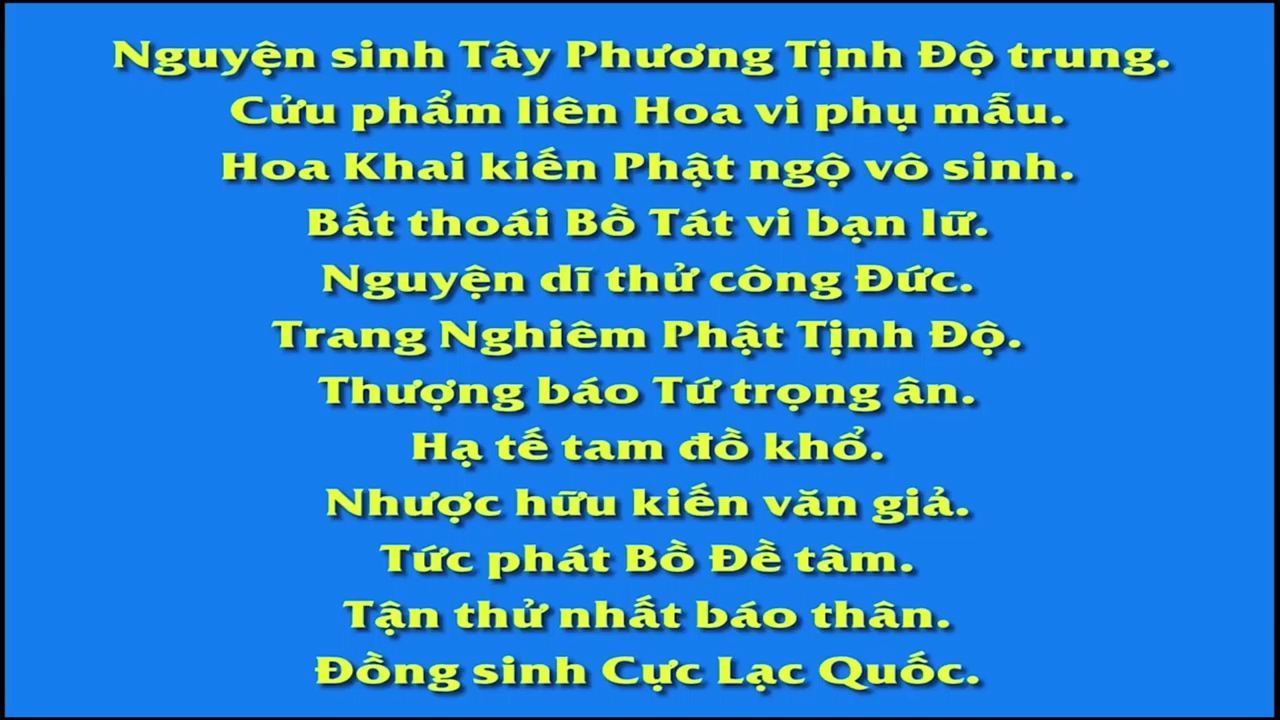 Nguyện sinh Tây Phương Tịnh Độ trung.
Cửu phẩm liên Hoa vi phụ mẫu.
Hoa Khai kiến Phật ngộ vô sinh.
Bất thoái Bồ Tát vi bạn lữ.
Nguyện dĩ thử công Đức.
Trang Nghiêm Phật Tịnh Độ.
Thượng báo Tứ trọng ân.
Hạ tế tam đồ khổ.
Nhược hữu kiến văn giả.
Tức phát Bồ Đề tâm.
Tận thử nhất báo thân.
Đồng sinh Cực Lạc Quốc.